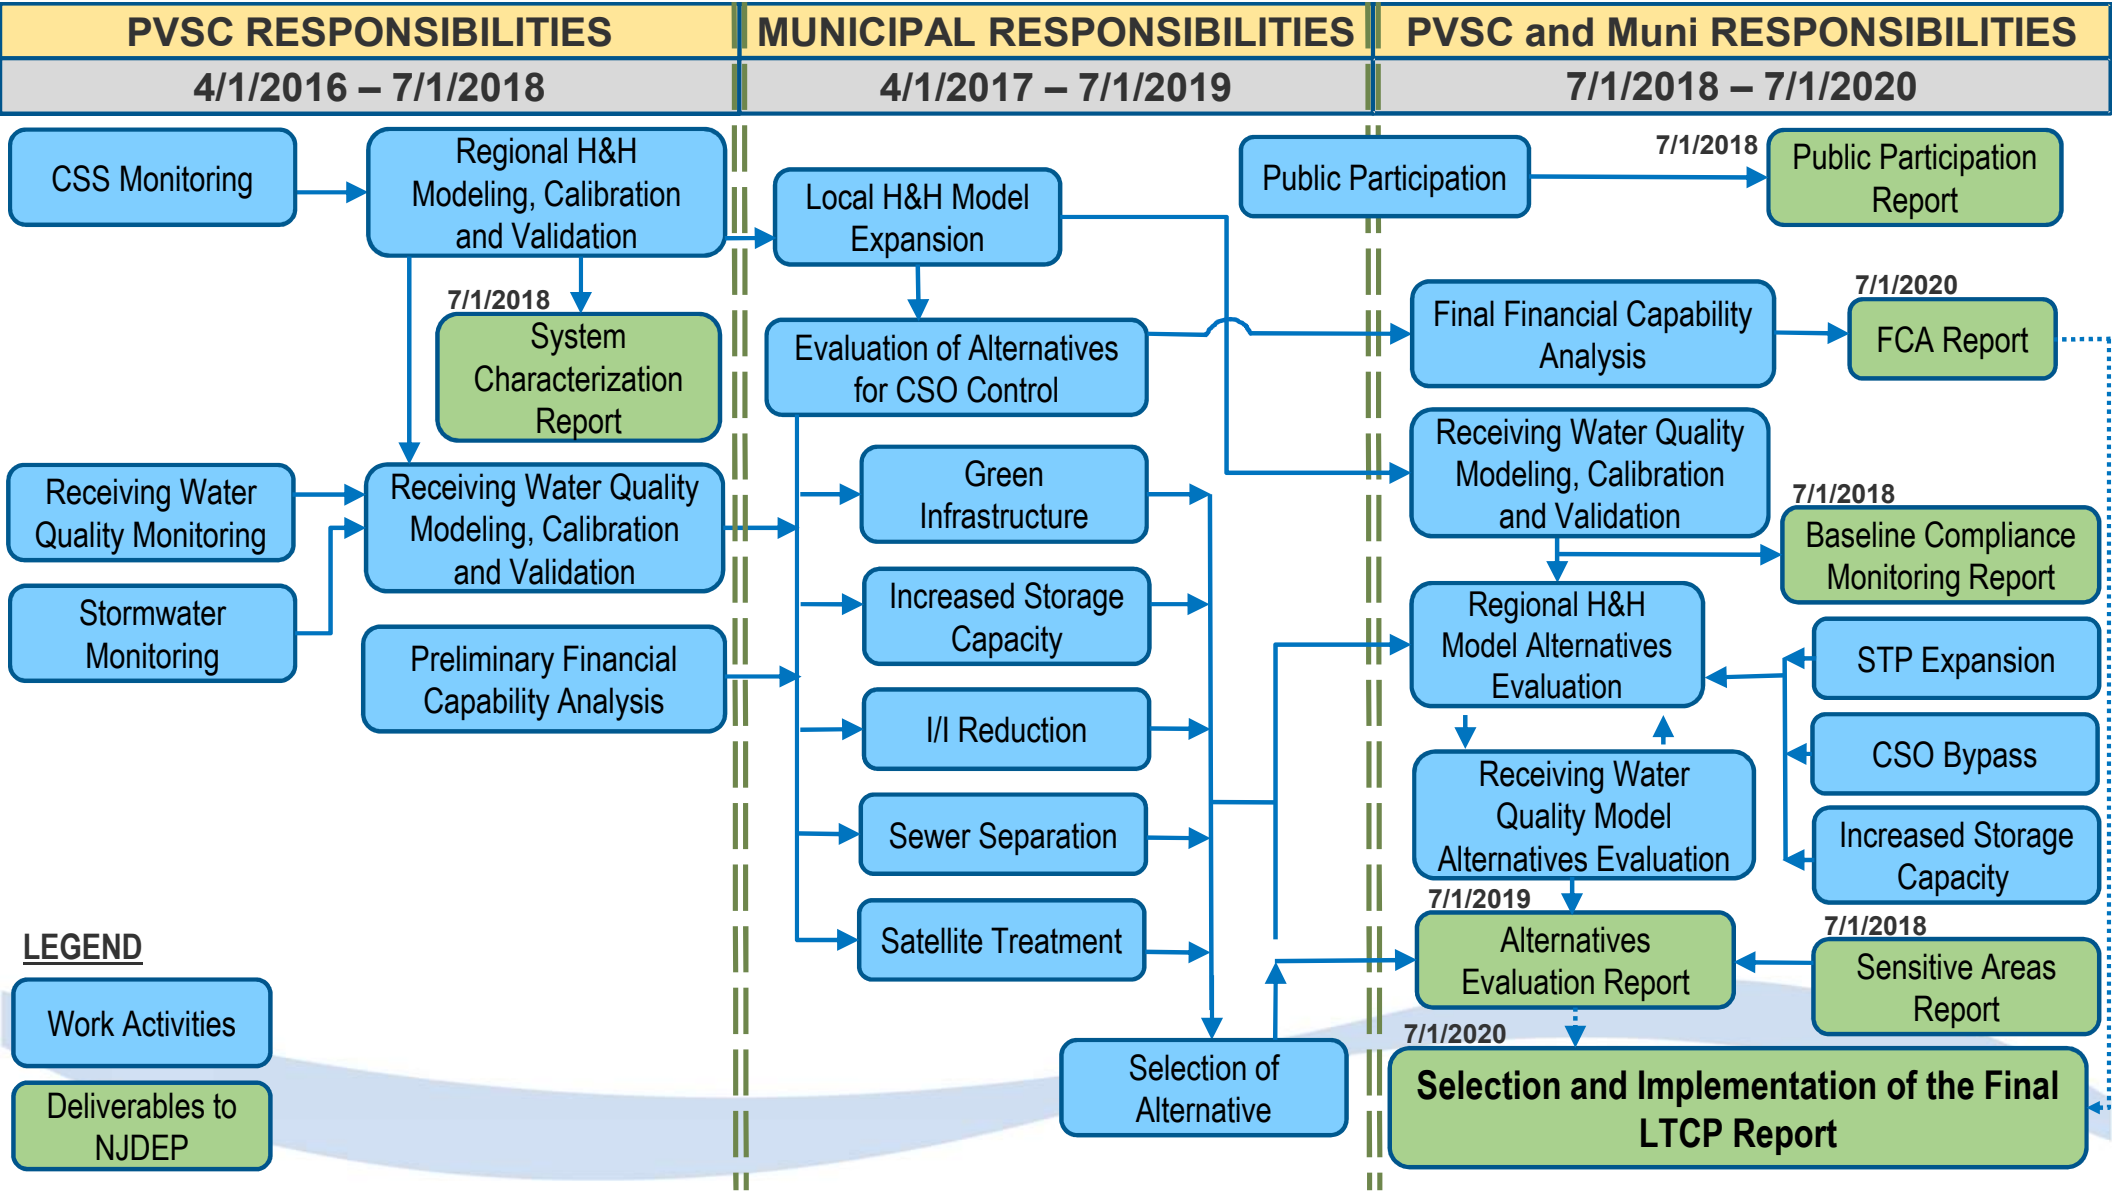 PVSC RESPONSIBILITIES
4/1/2016 – 7/1/2018
CSS Monitoring
Regional H&H
Modeling, Calibration
and Validation
7/1/2018
System
Characterization
Report
Receiving Water
Quality Monitoring
Receiving Water Quality
Modeling, Calibration
and Validation
Stormwater
Monitoring
Preliminary Financial
Capability Analysis
LEGEND
Work Activities
Deliverables to
NJDEP
MUNICIPAL RESPONSIBILITIES
4/1/2017 – 7/1/2019
Local H&H Model
Expansion
Evaluation of Alternatives
for CSO Control
Green
Infrastructure
Increased Storage
Capacity
I/I Reduction
Sewer Separation
Satellite Treatment
Selection of
Alternative
PVSC and Muni RESPONSIBILITIES
7/1/2018 – 7/1/2020
Public Participation
7/1/2018
Public Participation
Report
Final Financial Capability
Analysis
7/1/2020
FCA Report
Receiving Water Quality
Modeling, Calibration
and Validation
7/1/2018
Baseline Compliance
Monitoring Report
Regional H&H
Model Alternatives
Evaluation
STP Expansion
CSO Bypass
Increased Storage
Capacity
Receiving Water
Quality Model
Alternatives Evaluation
7/1/2019
Alternatives
Evaluation Report
7/1/2018
Sensitive Areas
Report
7/1/2020
Selection and Implementation of the Final
LTCP Report